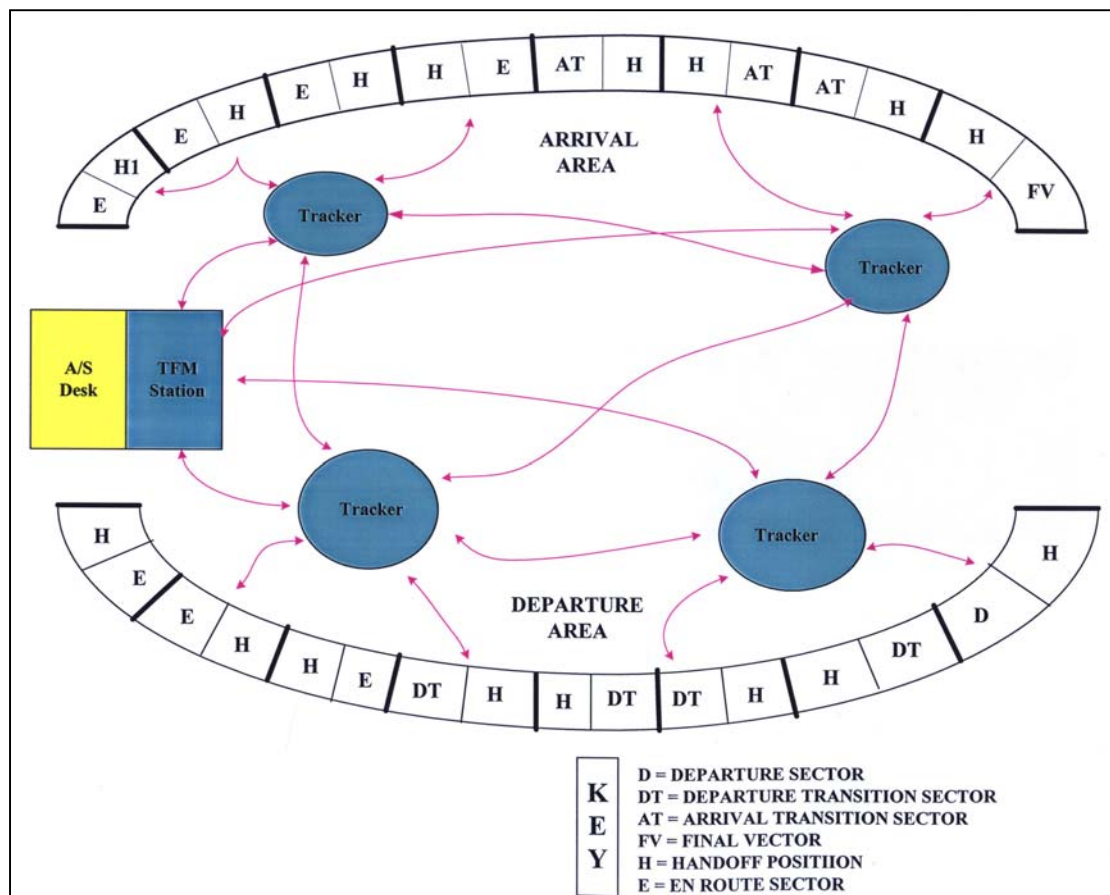 E
H1
E
H
E
H
H
E
AT
H
H
AT
AT
H
H
FV
ARRIVAL
AREA
Tracker
Tracker
A/S
Desk
TFM
Station
Tracker
Tracker
DEPARTURE
AREA
H
E
E
H
H
E
DT
H
H
DT
DT
H
H
DT
D
H
K
E
Y
D = DEPARTURE SECTOR
DT = DEPARTURE TRANSITION SECTOR
AT = ARRIVAL TRANSITION SECTOR
FV = FINAL VECTOR
H = HANDOFF POSITIION
E = EN ROUTE SECTOR